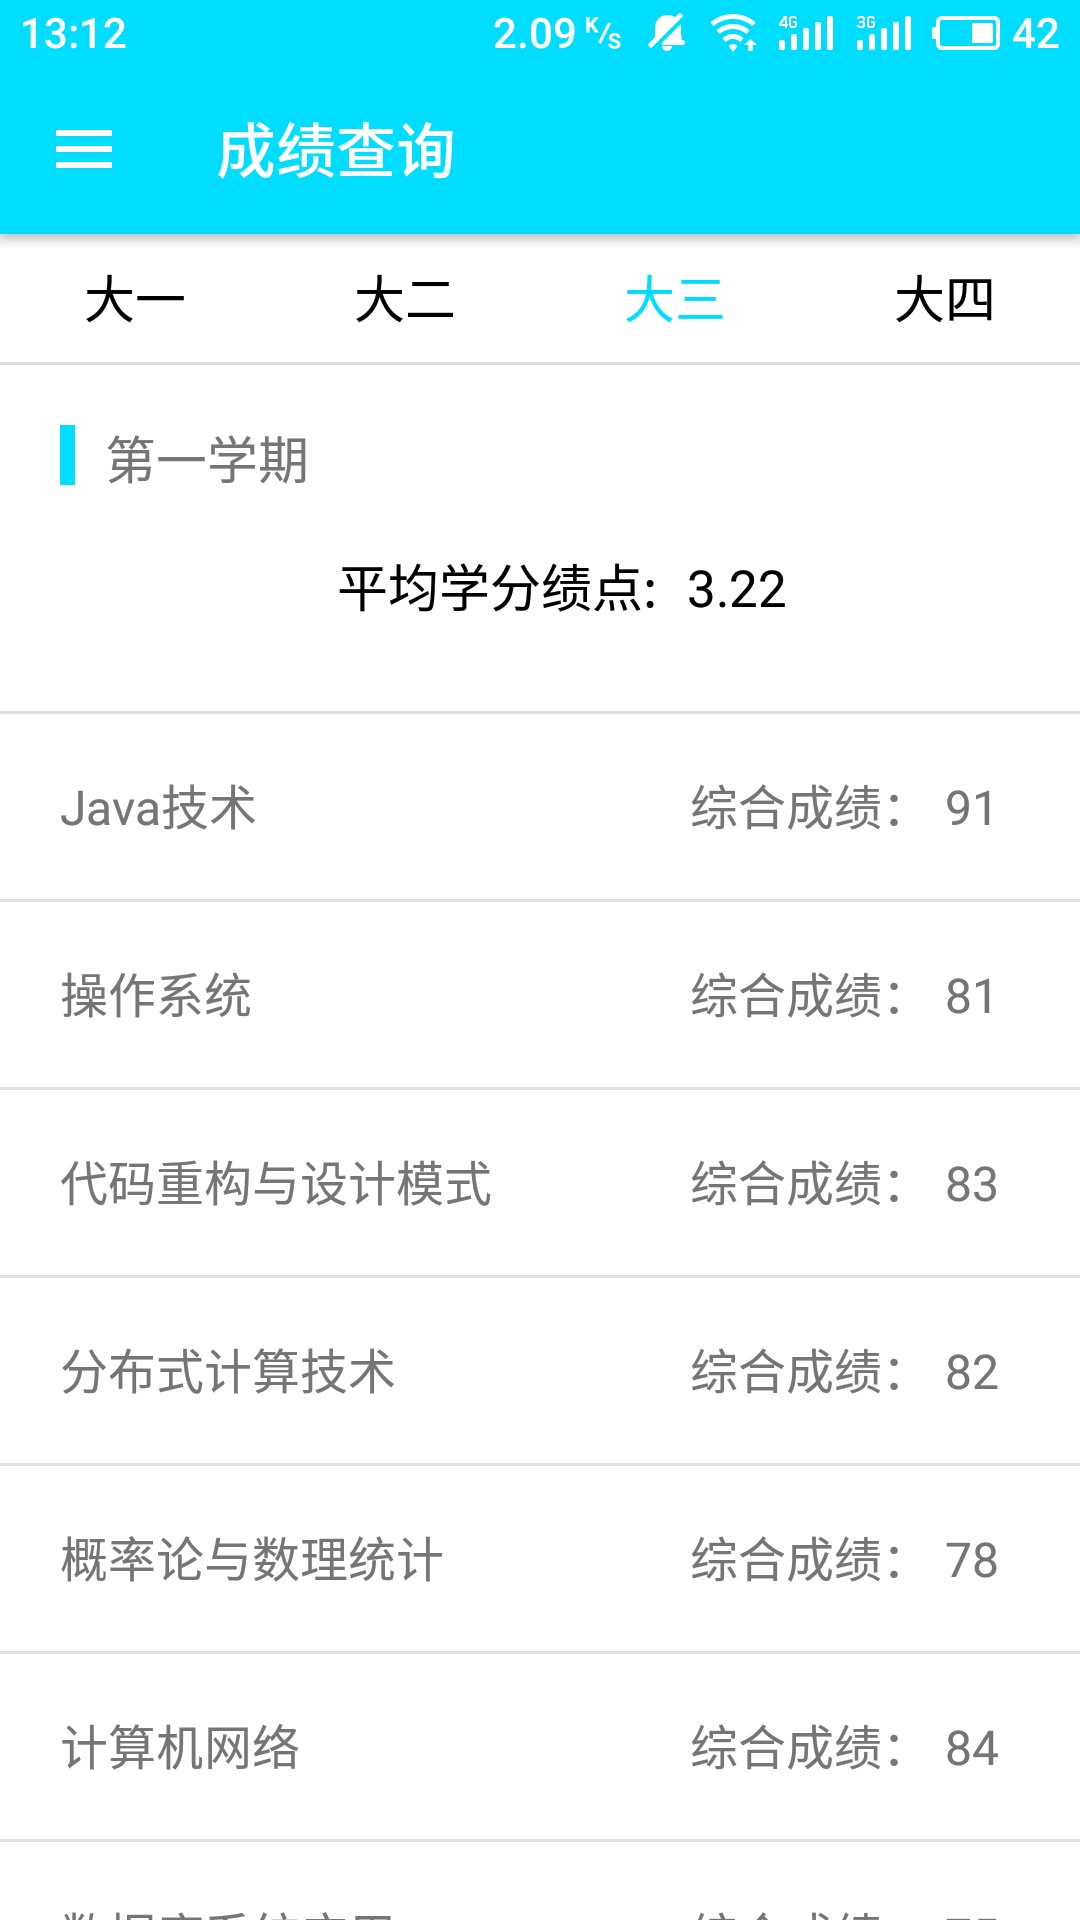 13:12 2.09 K/s 4G 3G 42
成绩查询
大一 大二 大三 大四
第一学期
平均学分绩点: 3.22
Java技术 综合成绩： 91
操作系统 综合成绩： 81
代码重构与设计模式 综合成绩： 83
分布式计算技术 综合成绩： 82
概率论与数理统计 综合成绩： 78
计算机网络 综合成绩： 84